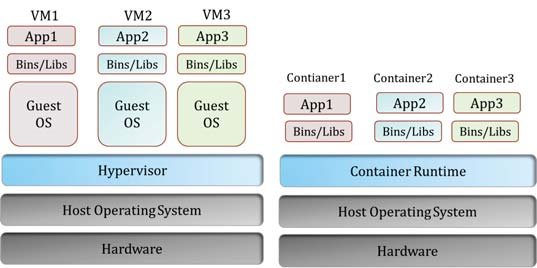 VM1
VM2
VM3
App1
App2
App3
Bins/Libs
Bins/Libs
Bins/Libs
Guest
OS
Guest
OS
Guest
OS
Hypervisor
Host Operating System
Hardware
Contianer1
Container2
Container3
App1
App2
App3
Bins/Libs
Bins/Libs
Bins/Libs
Container Runtime
Host Operating System
Hardware